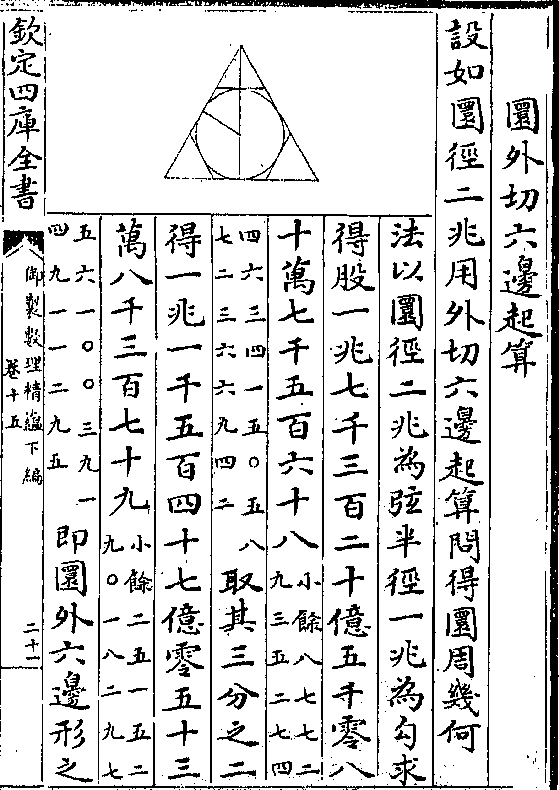 圜外切六邊起算
設如圜徑二兆用外切六邊起算問得圜周幾何
法以圜徑二兆為弦半徑一兆為勾求
得股一兆七千三百二十億五千零八
十萬七千五百六十八小餘八七七二九三五二七四
四六三四一五〇五八七二三六六九四二取其三分之二
得一兆一千五百四十七億零五十三
萬八千三百七十九小餘二五一五二九〇一八二九七
五六一〇〇三九一四九一一二九五即圜外六邊形之
欽定四庫全書
御製數理精藴下編
卷十五
二十一